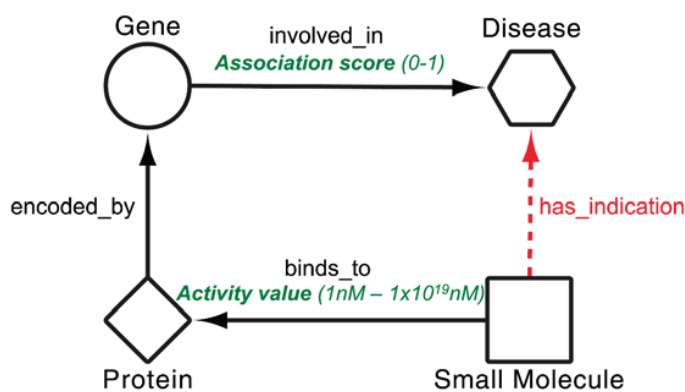 Gene
Disease
involved_in
Association score (0-1)
encoded_by
has_indication
binds_to
Activity value (1nM – 1x10¹⁹nM)
Protein
Small Molecule